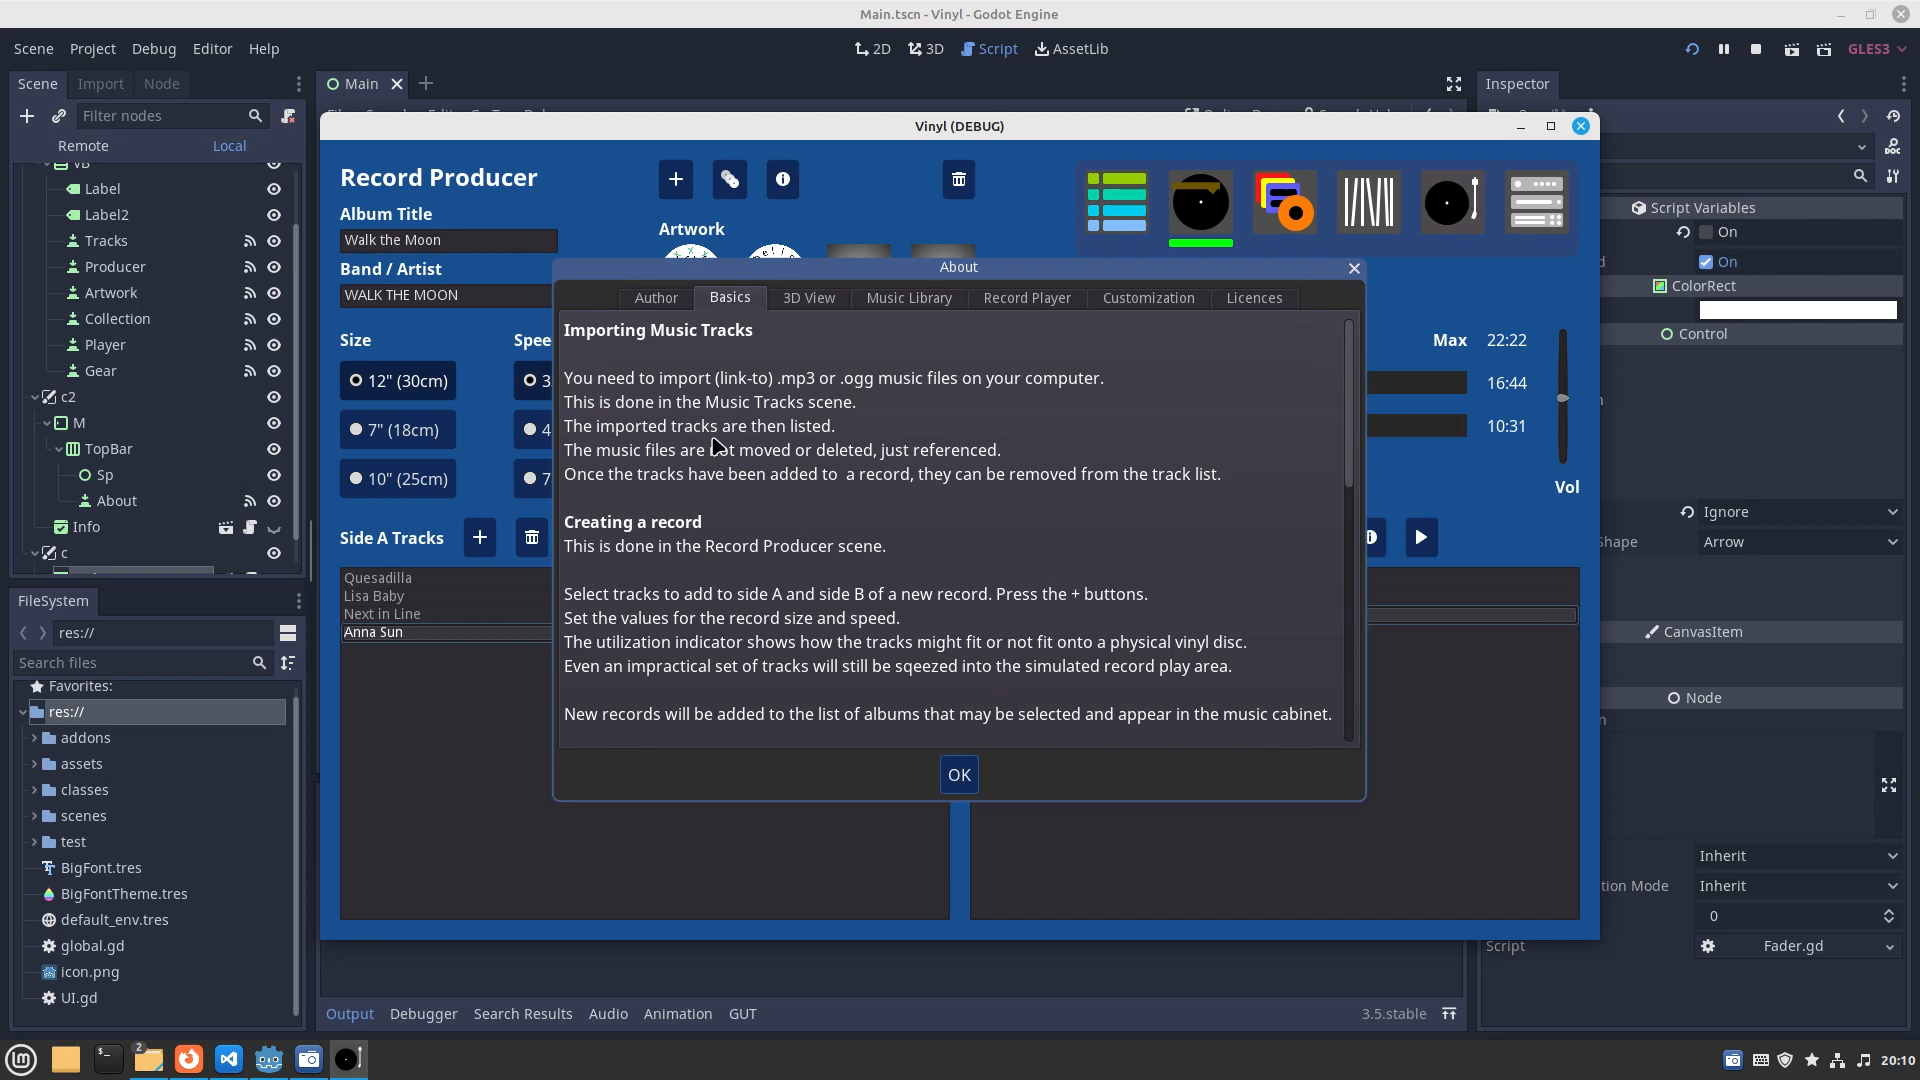 Main.tscn - Vinyl - Godot Engine
Scene Project Debug Editor Help
2D 3D Script AssetLib
GLES3
Scene Import Node
Main
Inspector
Filter nodes
Remote Local
Vinyl (DEBUG)
VB
Label
Label2
Tracks
Producer
Artwork
Collection
Player
Gear
c2
M
TopBar
Sp
About
Info
c
FileSystem
res://
Search files
Favorites:
res://
addons
assets
classes
scenes
test
BigFont.tres
BigFontTheme.tres
default_env.tres
global.gd
icon.png
UI.gd
Record Producer
Album Title
Walk the Moon
Band / Artist
WALK THE MOON
Artwork
Size
12" (30cm)
7" (18cm)
10" (25cm)
Side A Tracks
Quesadilla
Lisa Baby
Next in Line
Anna Sun
Max 22:22
16:44
10:31
Vol
About
Author Basics 3D View Music Library Record Player Customization Licences
Importing Music Tracks
You need to import (link-to) .mp3 or .ogg music files on your computer.
This is done in the Music Tracks scene.
The imported tracks are then listed.
The music files are not moved or deleted, just referenced.
Once the tracks have been added to  a record, they can be removed from the track list.
Creating a record
This is done in the Record Producer scene.
Select tracks to add to side A and side B of a new record. Press the + buttons.
Set the values for the record size and speed.
The utilization indicator shows how the tracks might fit or not fit onto a physical vinyl disc.
Even an impractical set of tracks will still be sqeezed into the simulated record play area.
New records will be added to the list of albums that may be selected and appear in the music cabinet.
OK
Script Variables
On
On
ColorRect
Control
Ignore
Shape Arrow
CanvasItem
Node
Inherit
Inherit
0
Script Fader.gd
Output Debugger Search Results Audio Animation GUT
3.5.stable
2
20:10